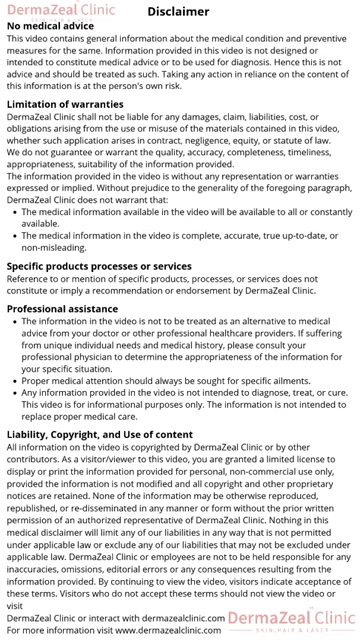 DermaZeal Clinic
SKIN, HAIR & LASER
Disclaimer
No medical advice
This video contains general information about the medical condition and preventive
measures for the same. Information provided in this video is not designed or
intended to constitute medical advice or to be used for diagnosis. Hence this is not
advice and should be treated as such. Taking any action in reliance on the content of
this information is at the person's own risk.
Limitation of warranties
DermaZeal Clinic shall not be liable for any damages, claim, liabilities, cost, or
obligations arising from the use or misuse of the materials contained in this video,
whether such application arises in contract, negligence, equity, or statute of law.
We do not guarantee or warrant the quality, accuracy, completeness, timeliness,
appropriateness, suitability of the information provided.
The information provided in the video is without any representation or warranties
expressed or implied. Without prejudice to the generality of the foregoing paragraph,
DermaZeal Clinic does not warrant that:
• The medical information available in the video will be available to all or constantly
available.
• The medical information in the video is complete, accurate, true up-to-date, or
non-misleading.
Specific products processes or services
Reference to or mention of specific products, processes, or services does not
constitute or imply a recommendation or endorsement by DermaZeal Clinic.
Professional assistance
• The information in the video is not to be treated as an alternative to medical
advice from your doctor or other professional healthcare providers. If suffering
from unique individual needs and medical history, please consult your
professional physician to determine the appropriateness of the information for
your specific situation.
• Proper medical attention should always be sought for specific ailments.
• Any information provided in the video is not intended to diagnose, treat, or cure.
This video is for informational purposes only. The information is not intended to
replace proper medical care.
Liability, Copyright, and Use of content
All information on the video is copyrighted by DermaZeal Clinic or by other
contributors. As a visitor/viewer to this video, you are granted a limited license to
display or print the information provided for personal, non-commercial use only,
provided the information is not modified and all copyright and other proprietary
notices are retained. None of the information may be otherwise reproduced,
republished, or re-disseminated in any manner or form without the prior written
permission of an authorized representative of DermaZeal Clinic. Nothing in this
medical disclaimer will limit any of our liabilities in any way that is not permitted
under applicable law or exclude any of our liabilities that may not be excluded under
applicable law. DermaZeal Clinic or employees are not to be held responsible for any
inaccuracies, omissions, editorial errors or any consequences resulting from the
information provided. By continuing to view the video, visitors indicate acceptance of
these terms. Visitors who do not accept these terms should not view the video or
visit
DermaZeal Clinic or interact with dermazealclinic.com
For more information visit www.dermazealclinic.com
DermaZeal Clinic
SKIN, HAIR & LASER